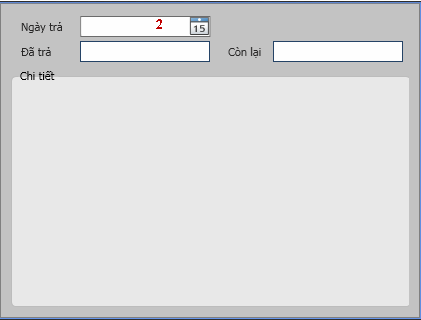 Ngày trả 2 15
Đã trả Còn lại
Chi tiết